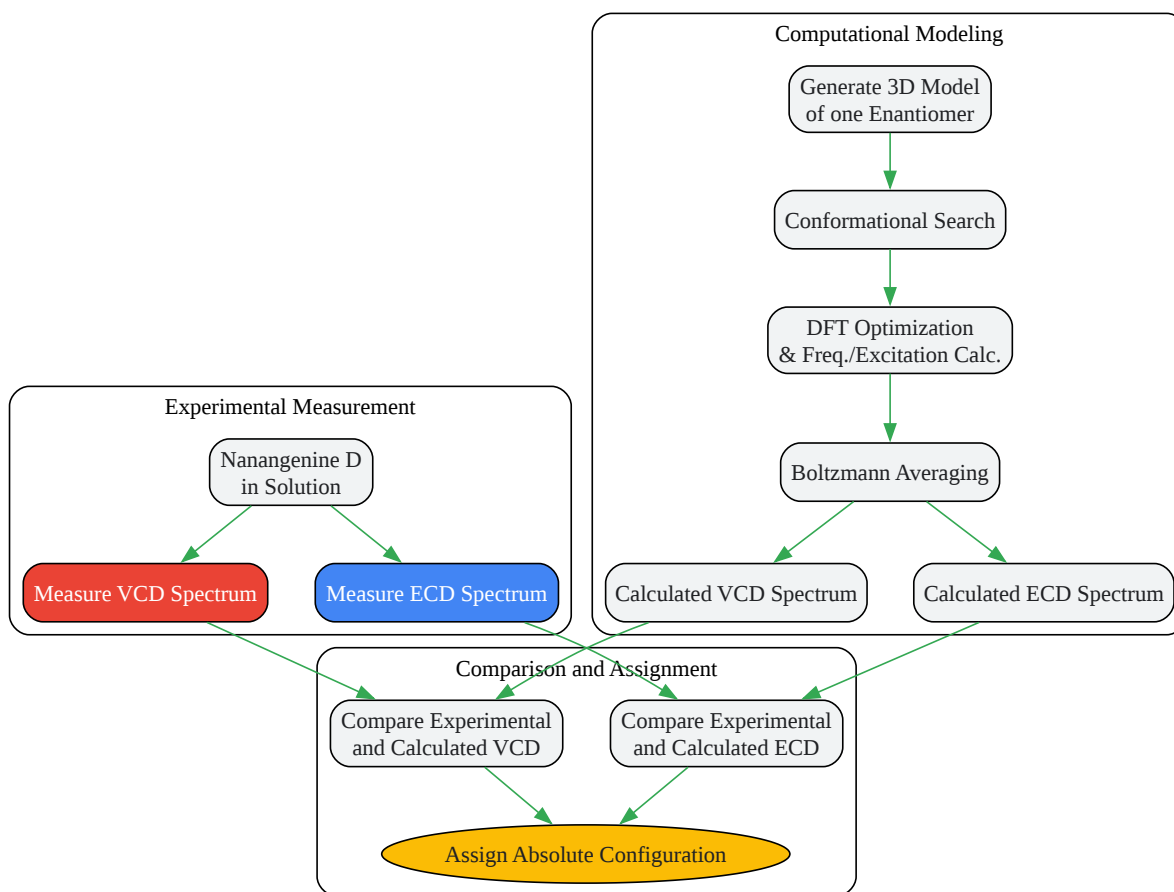 Computational Modeling
Generate 3D Model
of one Enantiomer
Conformational Search
DFT Optimization
& Freq./Excitation Calc.
Boltzmann Averaging
Calculated VCD Spectrum
Calculated ECD Spectrum
Experimental Measurement
Nanangenine D
in Solution
Measure VCD Spectrum
Measure ECD Spectrum
Comparison and Assignment
Compare Experimental
and Calculated VCD
Compare Experimental
and Calculated ECD
Assign Absolute Configuration